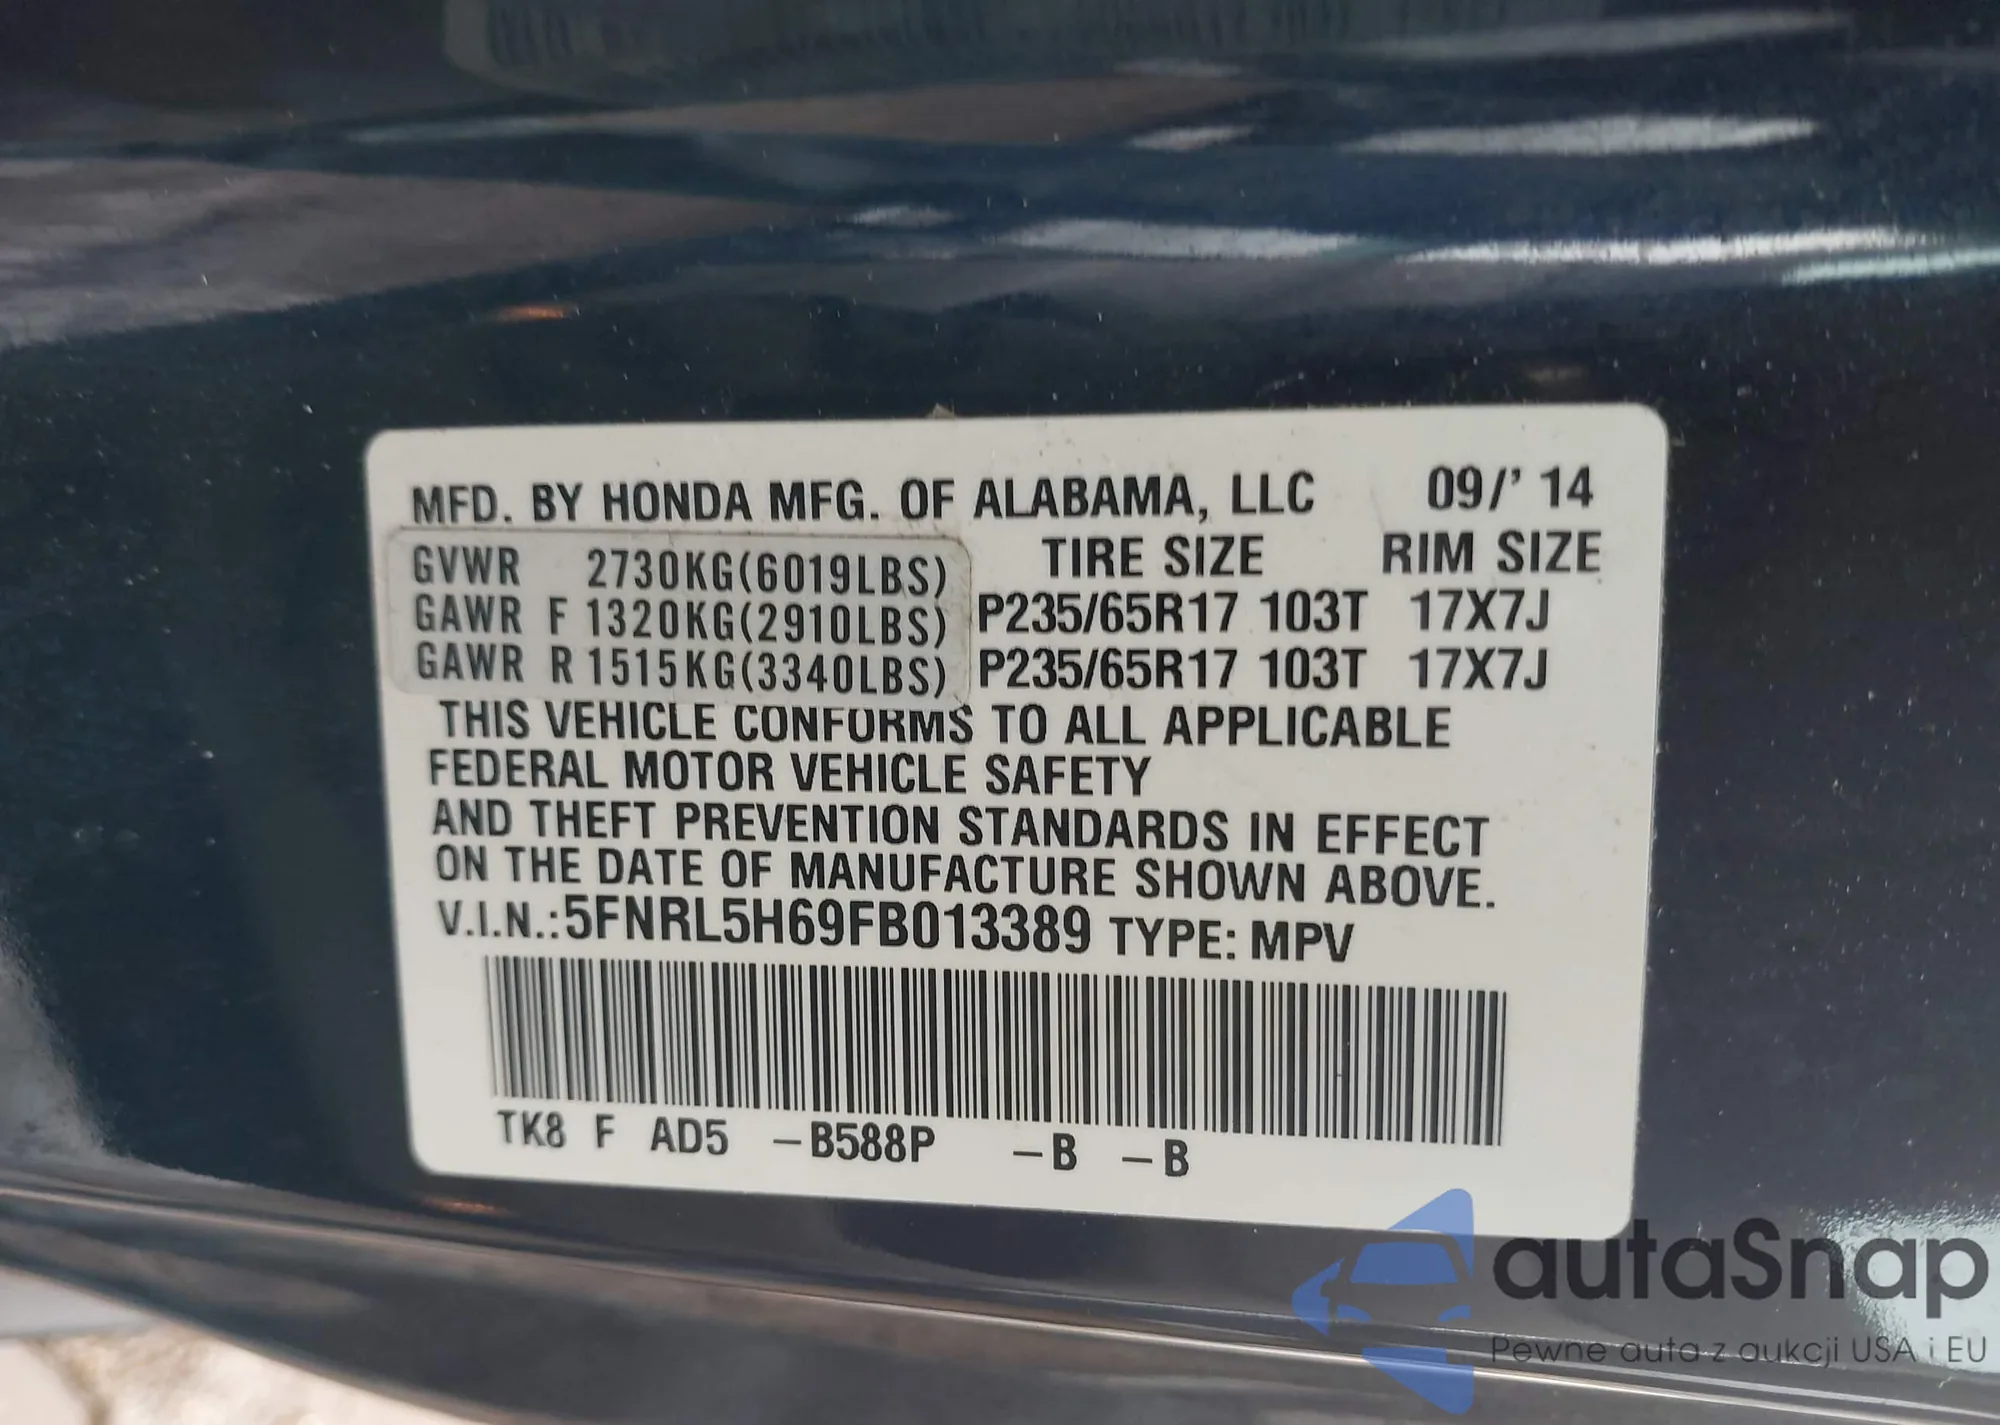 MFD. BY HONDA MFG. OF ALABAMA, LLC 09/' 14
GVWR 2730KG(6019LBS) TIRE SIZE RIM SIZE
GAWR F 1320KG(2910LBS) P235/65R17 103T 17X7J
GAWR R 1515KG(3340LBS) P235/65R17 103T 17X7J
THIS VEHICLE CONFORMS TO ALL APPLICABLE
FEDERAL MOTOR VEHICLE SAFETY
AND THEFT PREVENTION STANDARDS IN EFFECT
ON THE DATE OF MANUFACTURE SHOWN ABOVE.
V.I.N.:5FNRL5H69FB013389 TYPE: MPV
TK8 F AD5 –B588P –B –B
autaSnap
Pewne auta z aukcji USA i EU